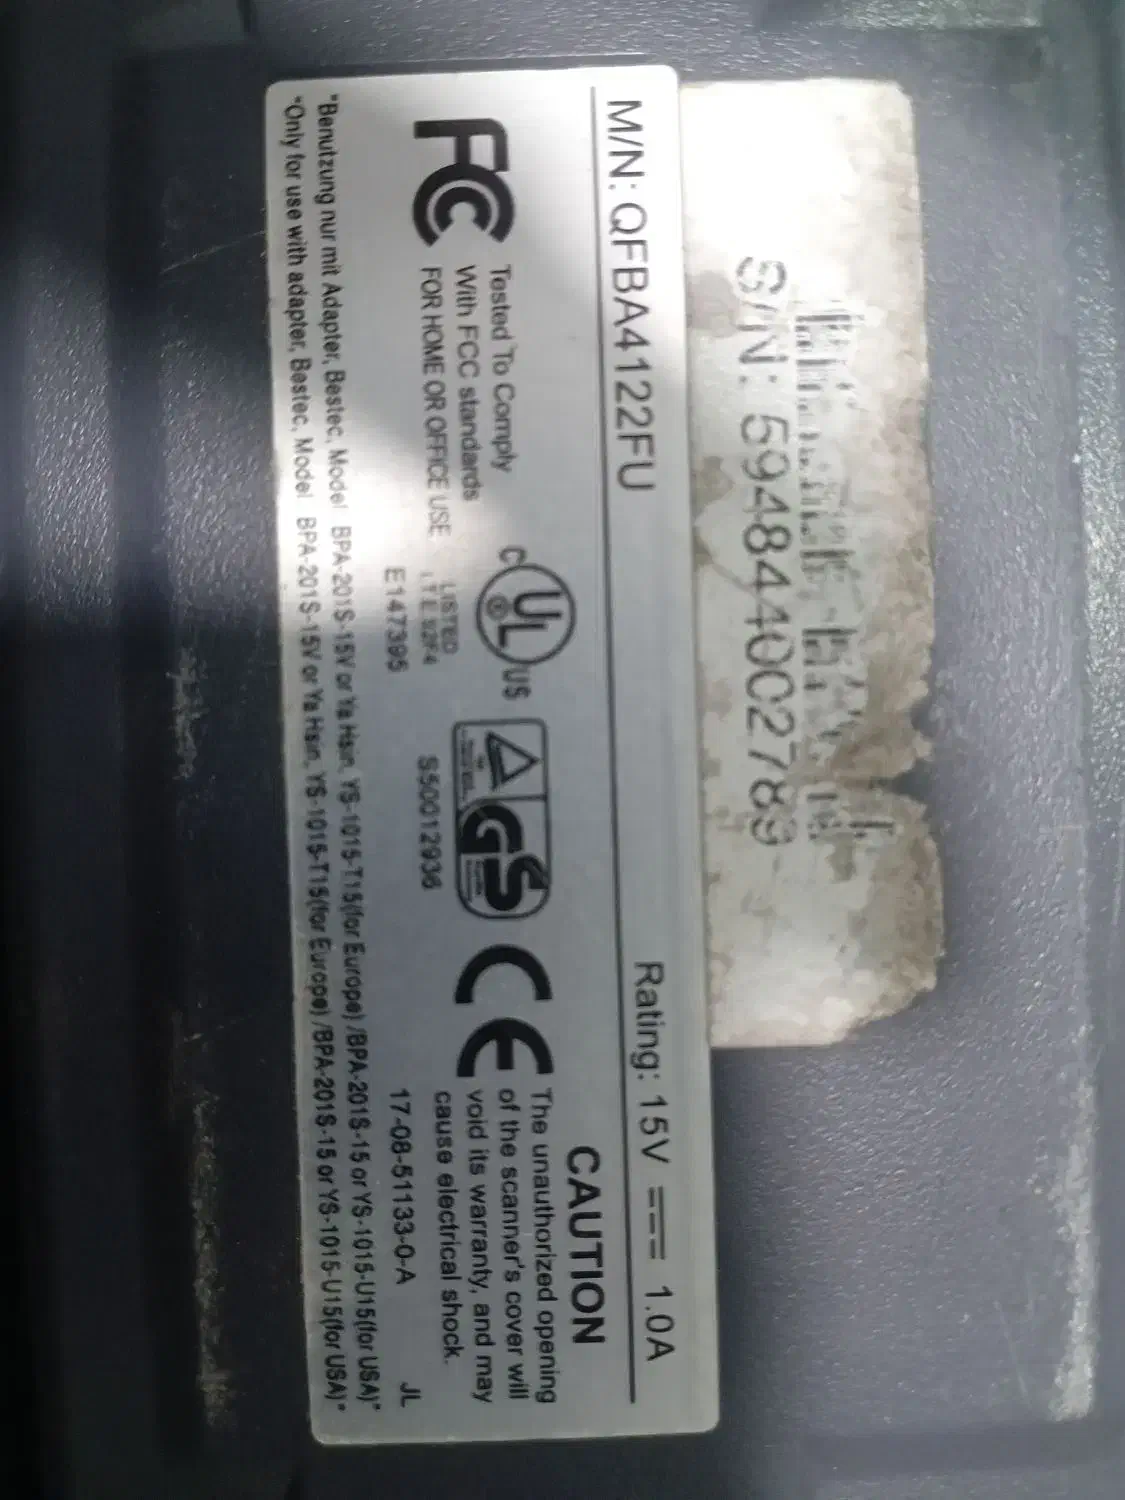 S/N: 594844002789
M/N: QFBA4122FU
Rating: 15V 1.0A
FC
Tested To Comply
With FCC standards
FOR HOME OR OFFICE USE
C UL US
®
LISTED
I.T.E. 92F4
E147395
GS
S50012936
CE
CAUTION
The unauthorized opening
of the scanner's cover will
void its warranty, and may
cause electrical shock.
17-08-51133-0-A
JL
"Benutzung nur mit Adapter, Bestec, Model BPA-201S-15V or Ya Hsin, YS-1015-T15(for Europe) /BPA-201S-15 or YS-1015-U15(for USA)"
"Only for use with adapter, Bestec, Model BPA-201S-15V or Ya Hsin, YS-1015-T15(for Europe) /BPA-201S-15 or YS-1015-U15(for USA)"